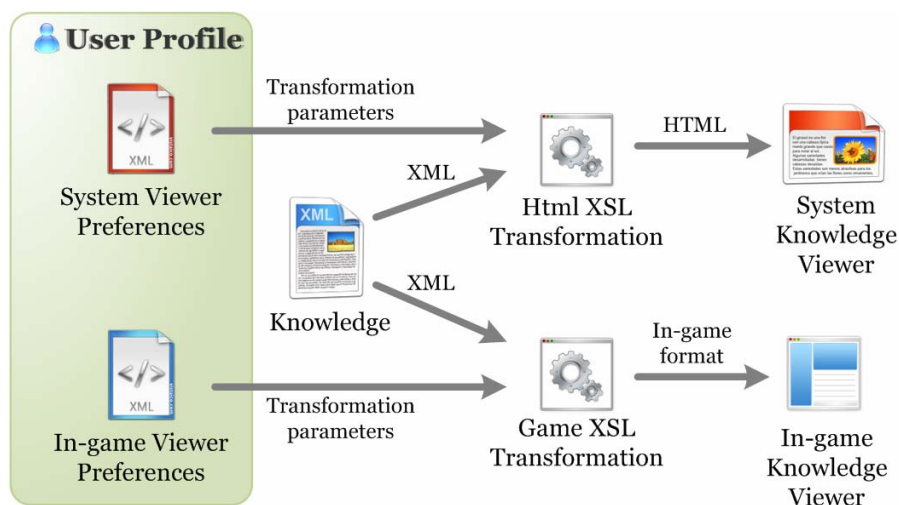 User Profile
Transformation
parameters
HTML
XML
XML
System Viewer
Preferences
XML
Html XSL
Transformation
System
Knowledge
Viewer
XML
Knowledge
In-game
format
XML
Transformation
parameters
In-game Viewer
Preferences
Game XSL
Transformation
In-game
Knowledge
Viewer